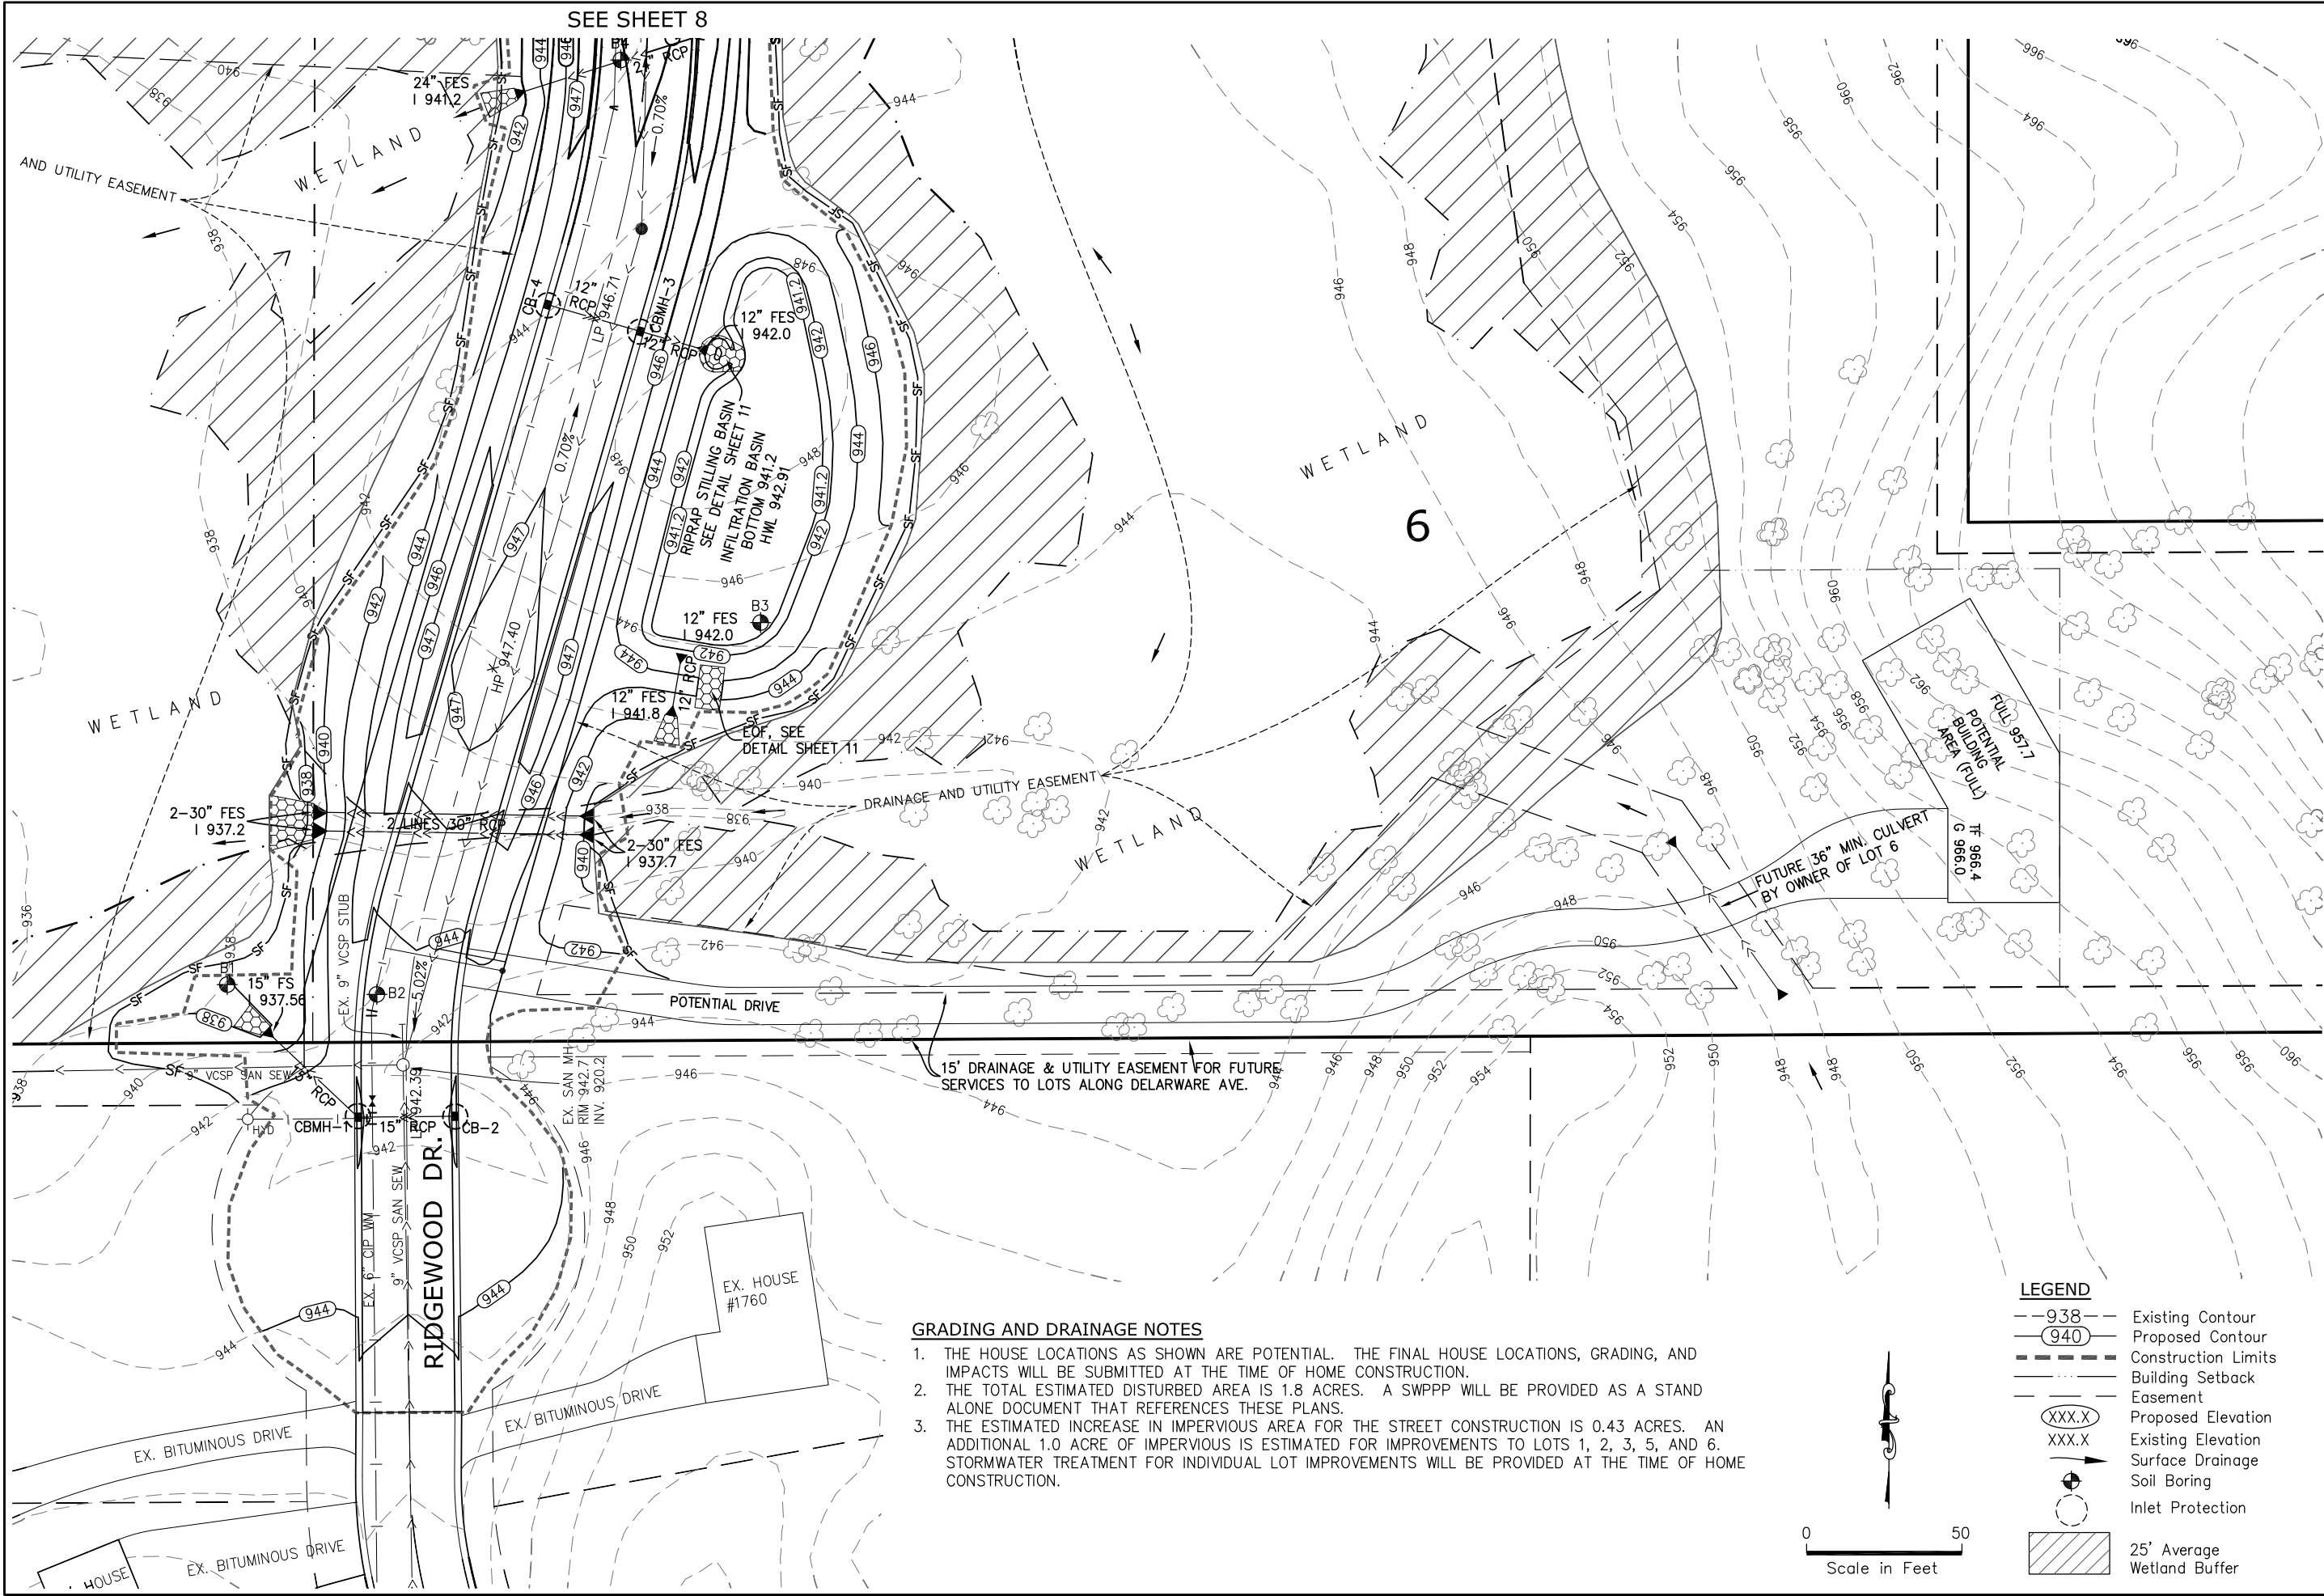 SEE SHEET 8
24" FES
I 941.2
B4
24" RCP
AND UTILITY EASEMENT
WETLAND
0.70%
CB-4
12"
RCP
LP 946.71
CBMH-3
12" RCP
12" FES
I 942.0
RIPRAP STILLING BASIN
SEE DETAIL SHEET 11
INFILTRATION BASIN
BOTTOM 941.2
HWL 942.91
0.70%
WETLAND
6
B3
12" FES
I 942.0
HP 947.40
12" RCP
12" FES
I 941.8
EOF, SEE
DETAIL SHEET 11
WETLAND
DRAINAGE AND UTILITY EASEMENT
WETLAND
2-30" FES
I 937.2
2 LINES 30" RCP
2-30" FES
I 937.7
FULL 957.7
POTENTIAL
BUILDING
AREA (FULL)
TF 966.4
G 966.0
FUTURE 36" MIN. CULVERT
BY OWNER OF LOT 6
EX. 9" VCSP STUB
B1
15" FS
I 937.56
B2
5.02%
POTENTIAL DRIVE
15' DRAINAGE & UTILITY EASEMENT FOR FUTURE
SERVICES TO LOTS ALONG DELARWARE AVE.
9" VCSP SAN SEW
RCP
EX. SAN MH
RIM 942.7
INV. 920.2
HYD
CBMH-1
15" RCP
CB-2
942.39
EX. 6" CIP WM
9" VCSP SAN SEW
RIDGEWOOD DR.
EX. HOUSE
#1760
EX. BITUMINOUS DRIVE
EX. BITUMINOUS DRIVE
EX. BITUMINOUS DRIVE
HOUSE
GRADING AND DRAINAGE NOTES
1. THE HOUSE LOCATIONS AS SHOWN ARE POTENTIAL. THE FINAL HOUSE LOCATIONS, GRADING, AND
IMPACTS WILL BE SUBMITTED AT THE TIME OF HOME CONSTRUCTION.
2. THE TOTAL ESTIMATED DISTURBED AREA IS 1.8 ACRES. A SWPPP WILL BE PROVIDED AS A STAND
ALONE DOCUMENT THAT REFERENCES THESE PLANS.
3. THE ESTIMATED INCREASE IN IMPERVIOUS AREA FOR THE STREET CONSTRUCTION IS 0.43 ACRES. AN
ADDITIONAL 1.0 ACRE OF IMPERVIOUS IS ESTIMATED FOR IMPROVEMENTS TO LOTS 1, 2, 3, 5, AND 6.
STORMWATER TREATMENT FOR INDIVIDUAL LOT IMPROVEMENTS WILL BE PROVIDED AT THE TIME OF HOME
CONSTRUCTION.
LEGEND
938 Existing Contour
940 Proposed Contour
Construction Limits
Building Setback
Easement
XXX.X Proposed Elevation
XXX.X Existing Elevation
Surface Drainage
Soil Boring
Inlet Protection
25' Average
Wetland Buffer
0 50
Scale in Feet